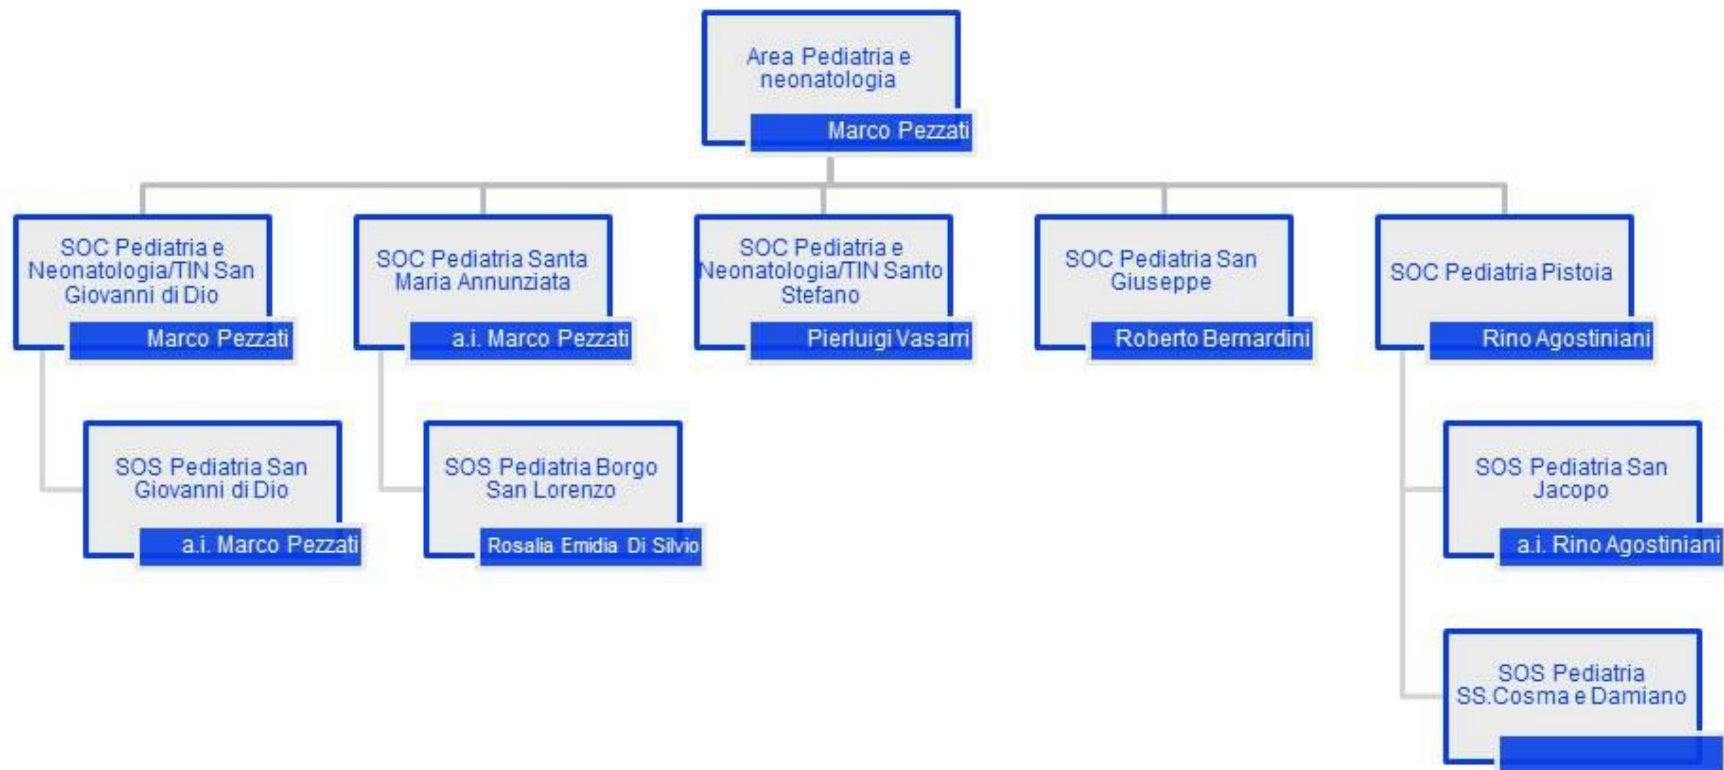 Area Pediatria e
neonatologia
Marco Pezzati
SOC Pediatria e
Neonatologia/TIN San
Giovanni di Dio
Marco Pezzati
SOC Pediatria Santa
Maria Annunziata
a.i. Marco Pezzati
SOC Pediatria e
Neonatologia/TIN Santo
Stefano
Pierluigi Vasarri
SOC Pediatria San
Giuseppe
Roberto Bernardini
SOC Pediatria Pistoia
Rino Agostiniani
SOS Pediatria San
Giovanni di Dio
a.i. Marco Pezzati
SOS Pediatria Borgo
San Lorenzo
Rosalia Emidia Di Silvio
SOS Pediatria San
Jacopo
a.i. Rino Agostiniani
SOS Pediatria
SS.Cosma e Damiano